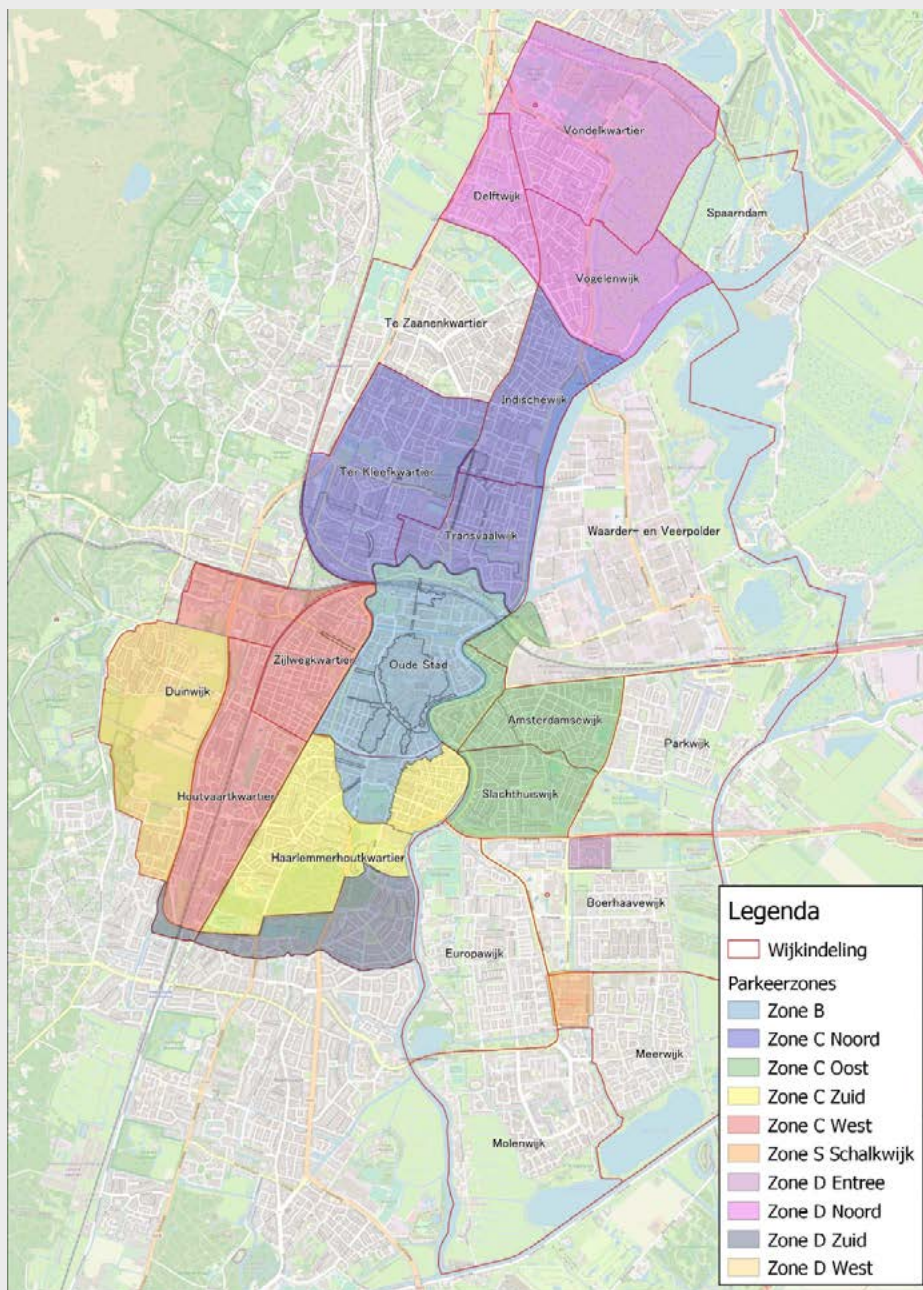 Vondelkwartier
Delftwijk
Spaarndam
Vogelenwijk
Te Zaanenkwartier
Indischewijk
Ter Kleefkwartier
Transvaalwijk
Waarder- en Veerpolder
Zijlwegkwartier
Oude Stad
Duinwijk
Amsterdamsewijk
Parkwijk
Houtvaartkwartier
Slachthuiswijk
Haarlemmerhoutkwartier
Boerhaavewijk
Europawijk
Meerwijk
Molenwijk
Legenda
Wijkindeling
Parkeerzones
Zone B
Zone C Noord
Zone C Oost
Zone C Zuid
Zone C West
Zone S Schalkwijk
Zone D Entree
Zone D Noord
Zone D Zuid
Zone D West